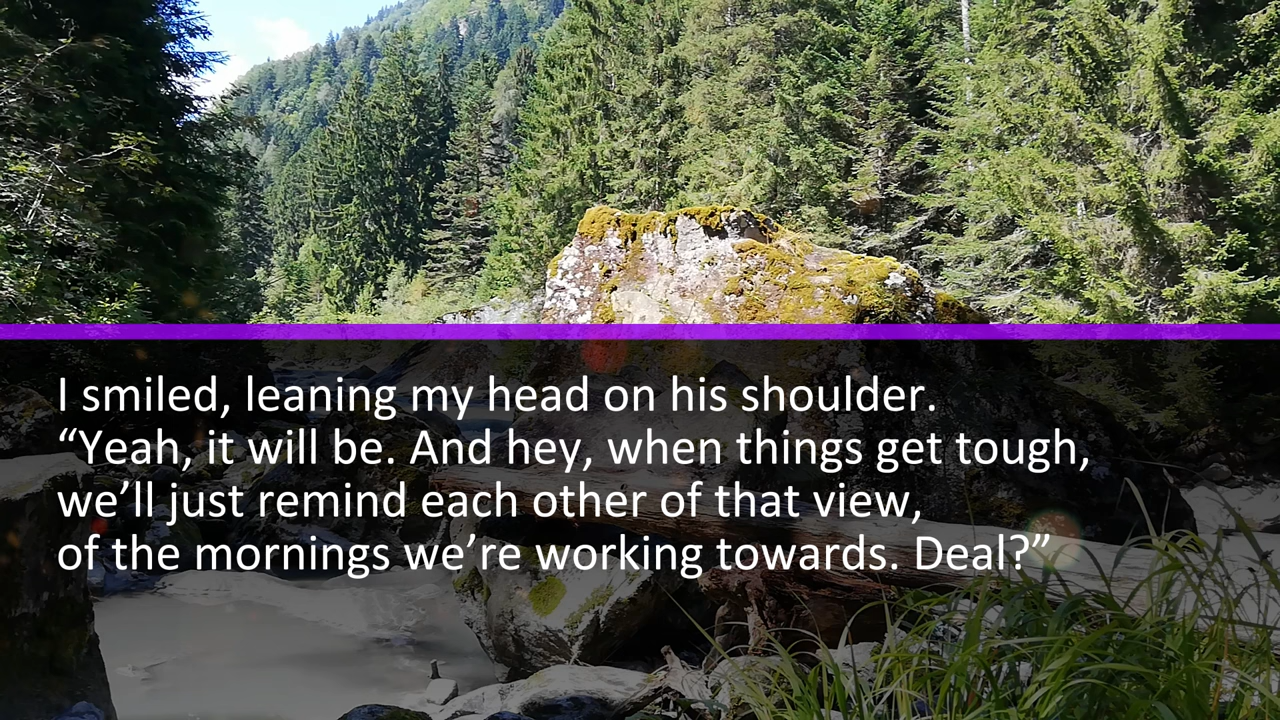 I smiled, leaning my head on his shoulder.
“Yeah, it will be. And hey, when things get tough,
we’ll just remind each other of that view,
of the mornings we’re working towards. Deal?”